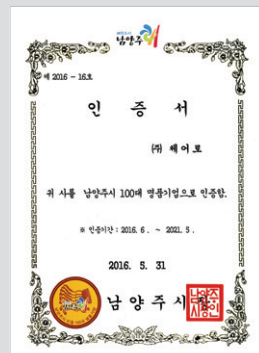 남양주
제 2016 - 16호
인 증 서
(주) 쎄어로
위 사를 남양주시 100대 명품기업으로 인증함.
※ 인증기간 : 2016. 6. ~ 2021. 5.
2016. 5. 31
남 양 주 시 장